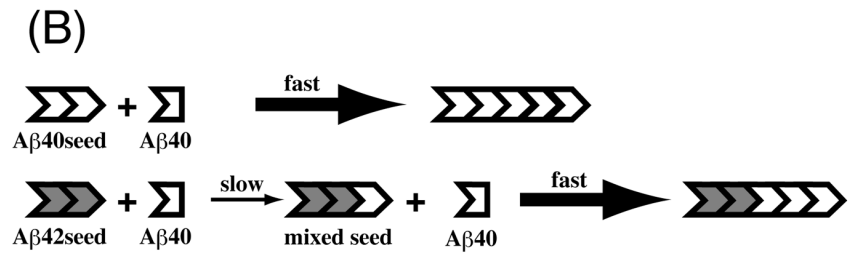 (B)
fast
Aβ40seed + Aβ40
slow
fast
Aβ42seed + Aβ40 mixed seed + Aβ40